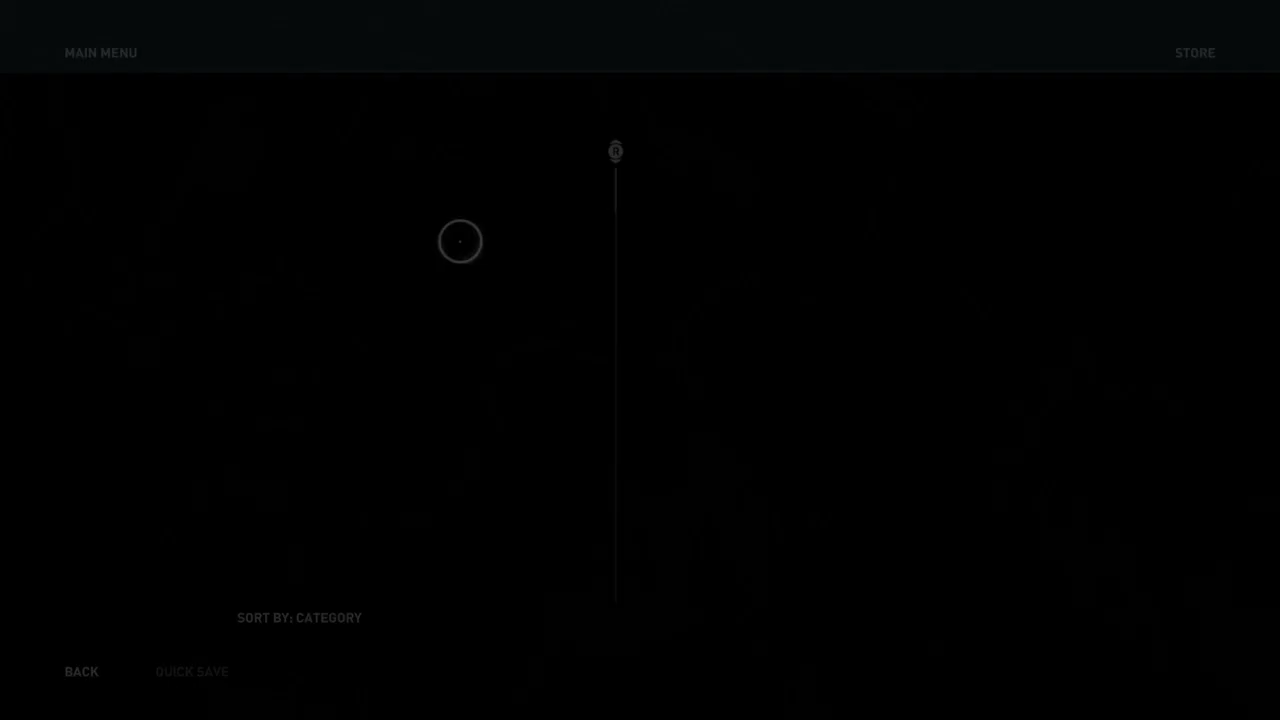 MAIN MENU
STORE
R
SORT BY: CATEGORY
BACK
QUICK SAVE